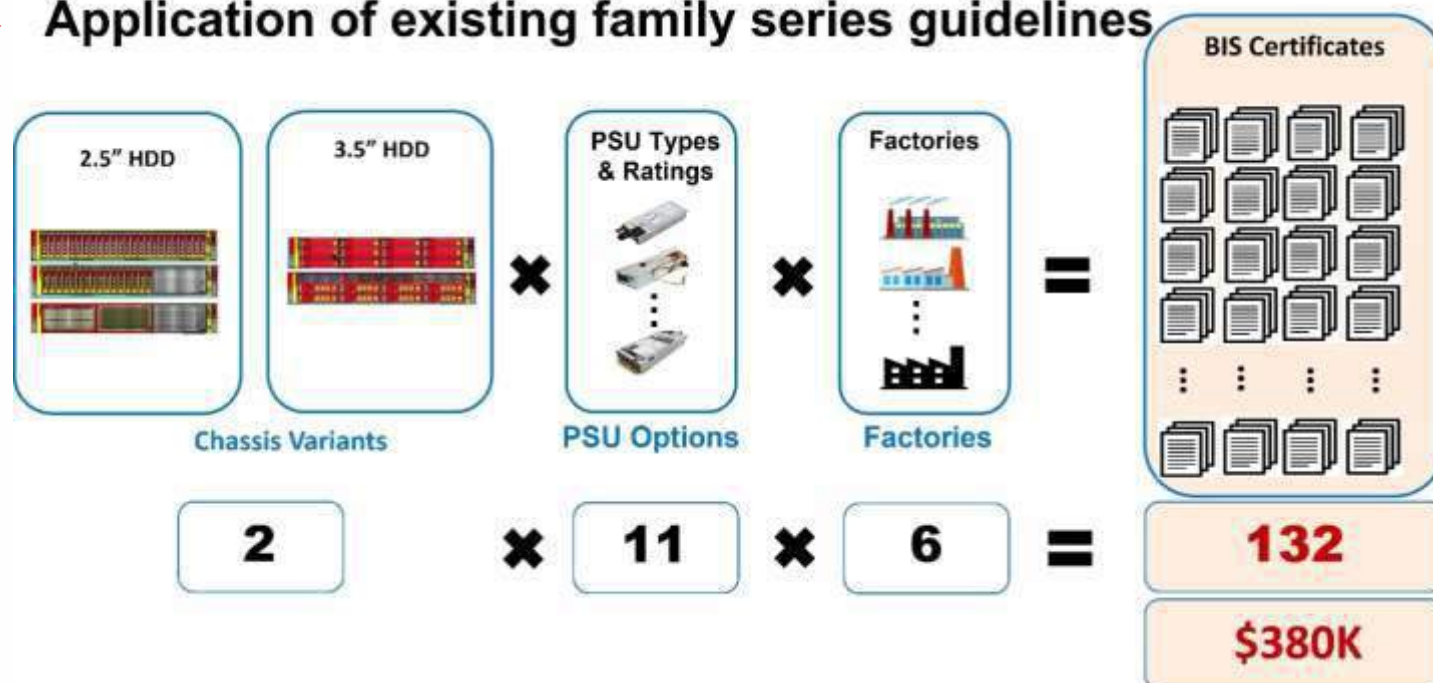 Application of existing family series guidelines
BIS Certificates
2.5” HDD
3.5” HDD
PSU Types
& Ratings
Factories
✖
✖
=
Chassis Variants
PSU Options
Factories
2 ✖ 11 ✖ 6 = 132
$380K